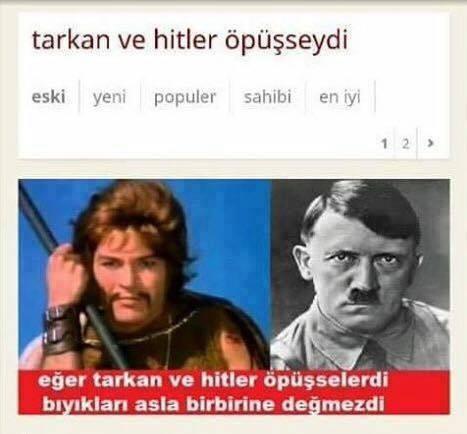 tarkan ve hitler öpüşseydi
eski yeni populer sahibi en iyi
1 2 >
eğer tarkan ve hitler öpüşselerdi
bıyıkları asla birbirine değmezdi